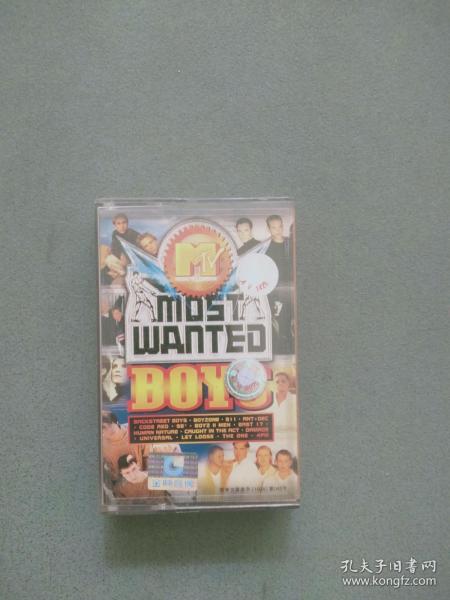 MTV
MOST
WANTED
BOYS
BACKSTREET BOYS • BOYZONE • 911 • ANT+DEC
• CODE RED • 98° • BOYZ II MEN • EAST 17 •
HUMAN NATURE • CAUGHT IN THE ACT • DAMAGE
• UNIVERSAL • LET LOOSE • THE ONE • 4PM
孔夫子旧书网
www.kongfz.com